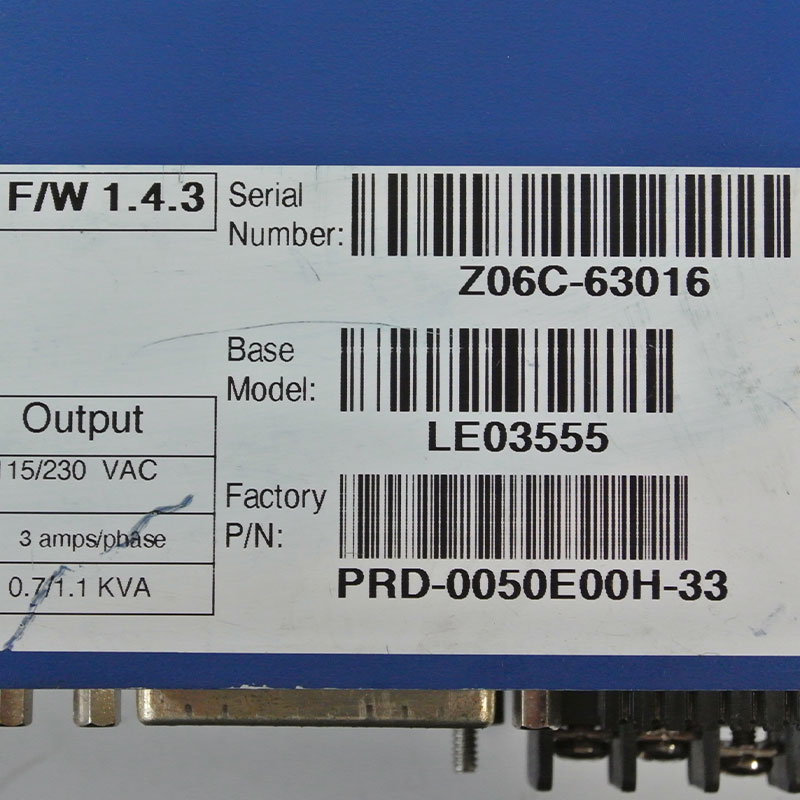 F/W 1.4.3
Serial
Number:
Z06C-63016
Base
Model:
LE03555
Output
115/230 VAC
3 amps/phase
0.7/1.1 KVA
Factory
P/N:
PRD-0050E00H-33